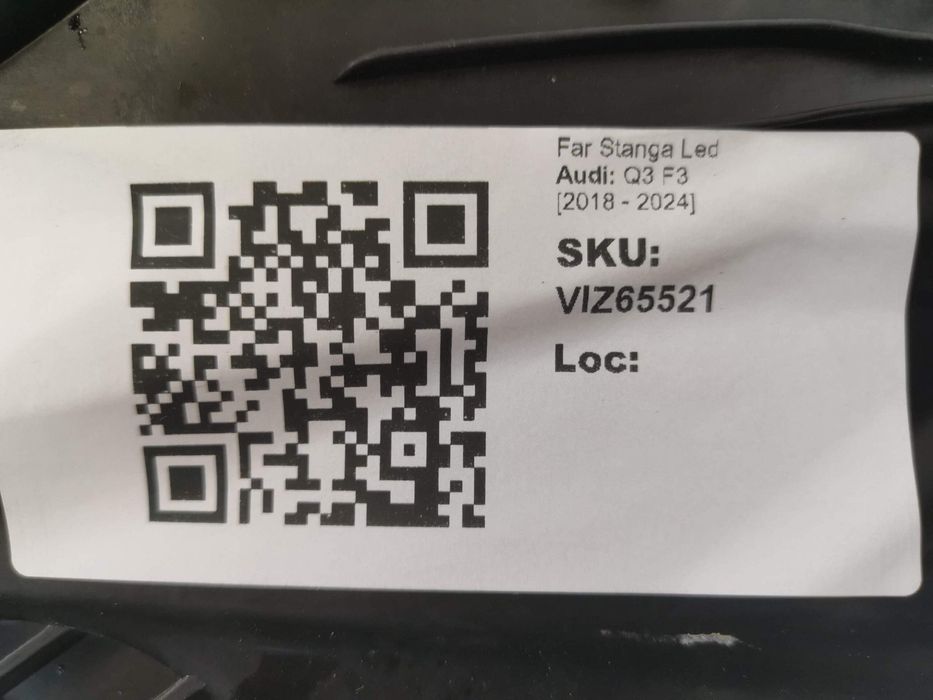 Far Stanga Led
Audi: Q3 F3
[2018 - 2024]
SKU:
VIZ65521
Loc: